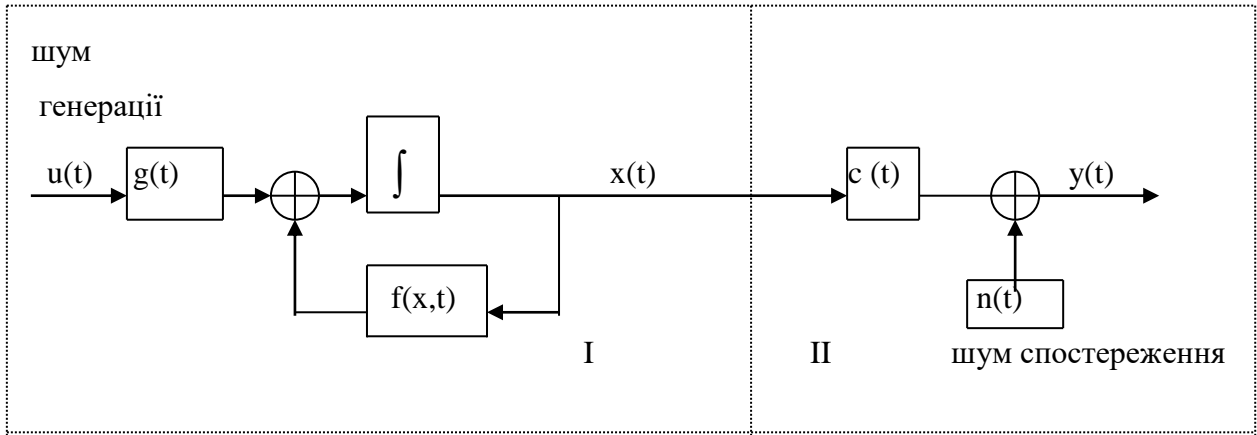 шум
генерації
u(t)
g(t)
∫
x(t)
c (t)
y(t)
f(x,t)
n(t)
I
II
шум спостереження